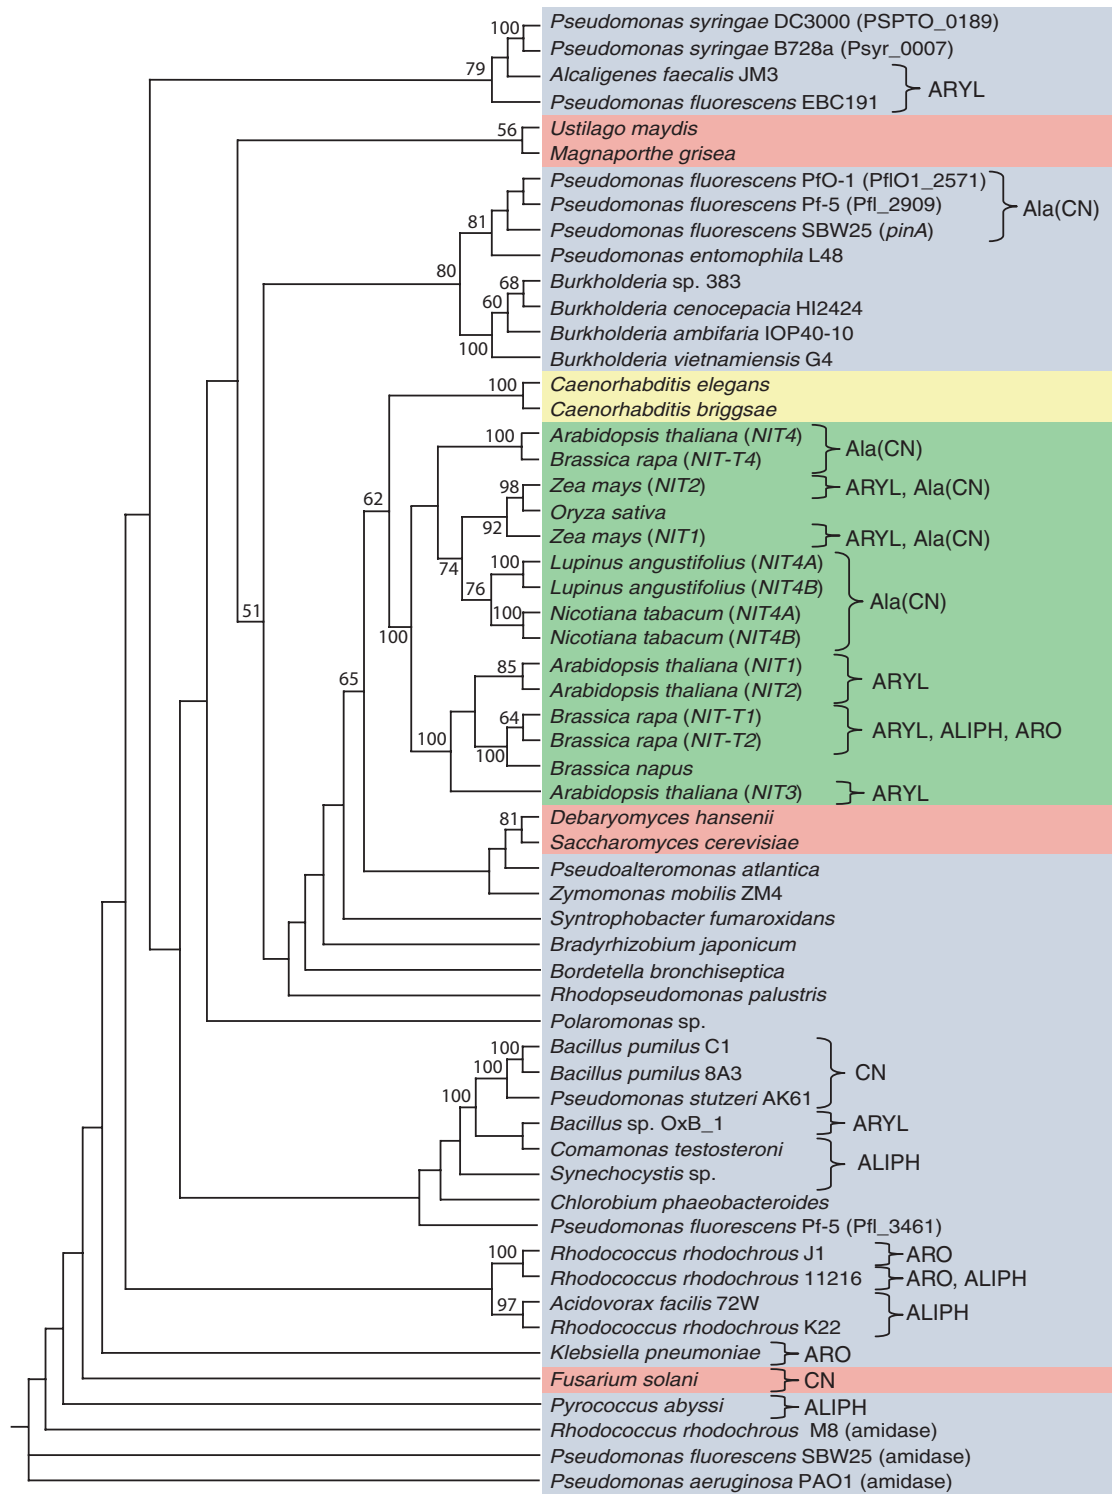 100
Pseudomonas syringae DC3000 (PSPTO_0189)
Pseudomonas syringae B728a (Psyr_0007)
79
Alcaligenes faecalis JM3
ARYL
Pseudomonas fluorescens EBC191
56
Ustilago maydis
Magnaporthe grisea
Pseudomonas fluorescens PfO-1 (PflO1_2571)
Pseudomonas fluorescens Pf-5 (Pfl_2909)
Ala(CN)
81
Pseudomonas fluorescens SBW25 (pinA)
Pseudomonas entomophila L48
80
68
Burkholderia sp. 383
60
Burkholderia cenocepacia HI2424
Burkholderia ambifaria IOP40-10
100
Burkholderia vietnamiensis G4
100
Caenorhabditis elegans
Caenorhabditis briggsae
100
Arabidopsis thaliana (NIT4)
Ala(CN)
Brassica rapa (NIT-T4)
62
98
Zea mays (NIT2)
ARYL, Ala(CN)
Oryza sativa
92
Zea mays (NIT1)
ARYL, Ala(CN)
74
100
Lupinus angustifolius (NIT4A)
76
Lupinus angustifolius (NIT4B)
Ala(CN)
51
100
Nicotiana tabacum (NIT4A)
100
Nicotiana tabacum (NIT4B)
85
Arabidopsis thaliana (NIT1)
65
ARYL
Arabidopsis thaliana (NIT2)
64
Brassica rapa (NIT-T1)
ARYL, ALIPH, ARO
100
Brassica rapa (NIT-T2)
100
Brassica napus
Arabidopsis thaliana (NIT3)
ARYL
81
Debaryomyces hansenii
Saccharomyces cerevisiae
Pseudoalteromonas atlantica
Zymomonas mobilis ZM4
Syntrophobacter fumaroxidans
Bradyrhizobium japonicum
Bordetella bronchiseptica
Rhodopseudomonas palustris
Polaromonas sp.
100
Bacillus pumilus C1
100
Bacillus pumilus 8A3
CN
100
Pseudomonas stutzeri AK61
Bacillus sp. OxB_1
ARYL
Comamonas testosteroni
ALIPH
Synechocystis sp.
Chlorobium phaeobacteroides
Pseudomonas fluorescens Pf-5 (Pfl_3461)
100
Rhodococcus rhodochrous J1
ARO
Rhodococcus rhodochrous 11216
ARO, ALIPH
97
Acidovorax facilis 72W
ALIPH
Rhodococcus rhodochrous K22
Klebsiella pneumoniae
ARO
Fusarium solani
CN
Pyrococcus abyssi
ALIPH
Rhodococcus rhodochrous M8 (amidase)
Pseudomonas fluorescens SBW25 (amidase)
Pseudomonas aeruginosa PAO1 (amidase)